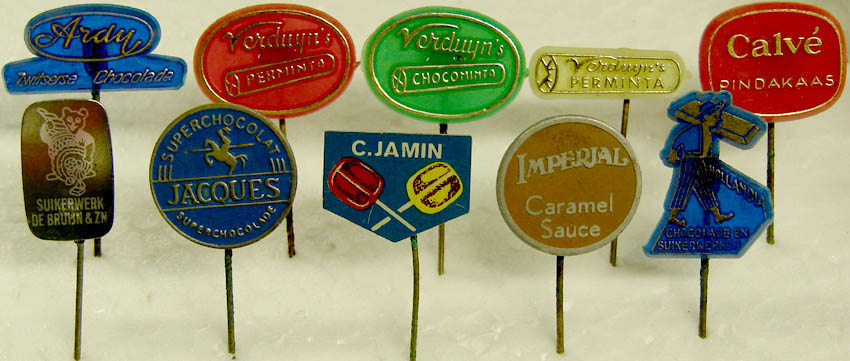 Ardy
Zwitserse Chocolada
Verduyn's
PERMINTA
Verduyn's
CHOCOMINTA
Verduyn's
PERMINTA
Calvé
PINDAKAAS
SUIKERWERK
DE BRUIJN & ZN
SUPERCHOCOLAT
JACQUES
SUPERCHOCOLADE
C.JAMIN
IMPERIAL
Caramel
Sauce
HOLLANDIA
CHOCOLADE EN
SUIKERWERKEN